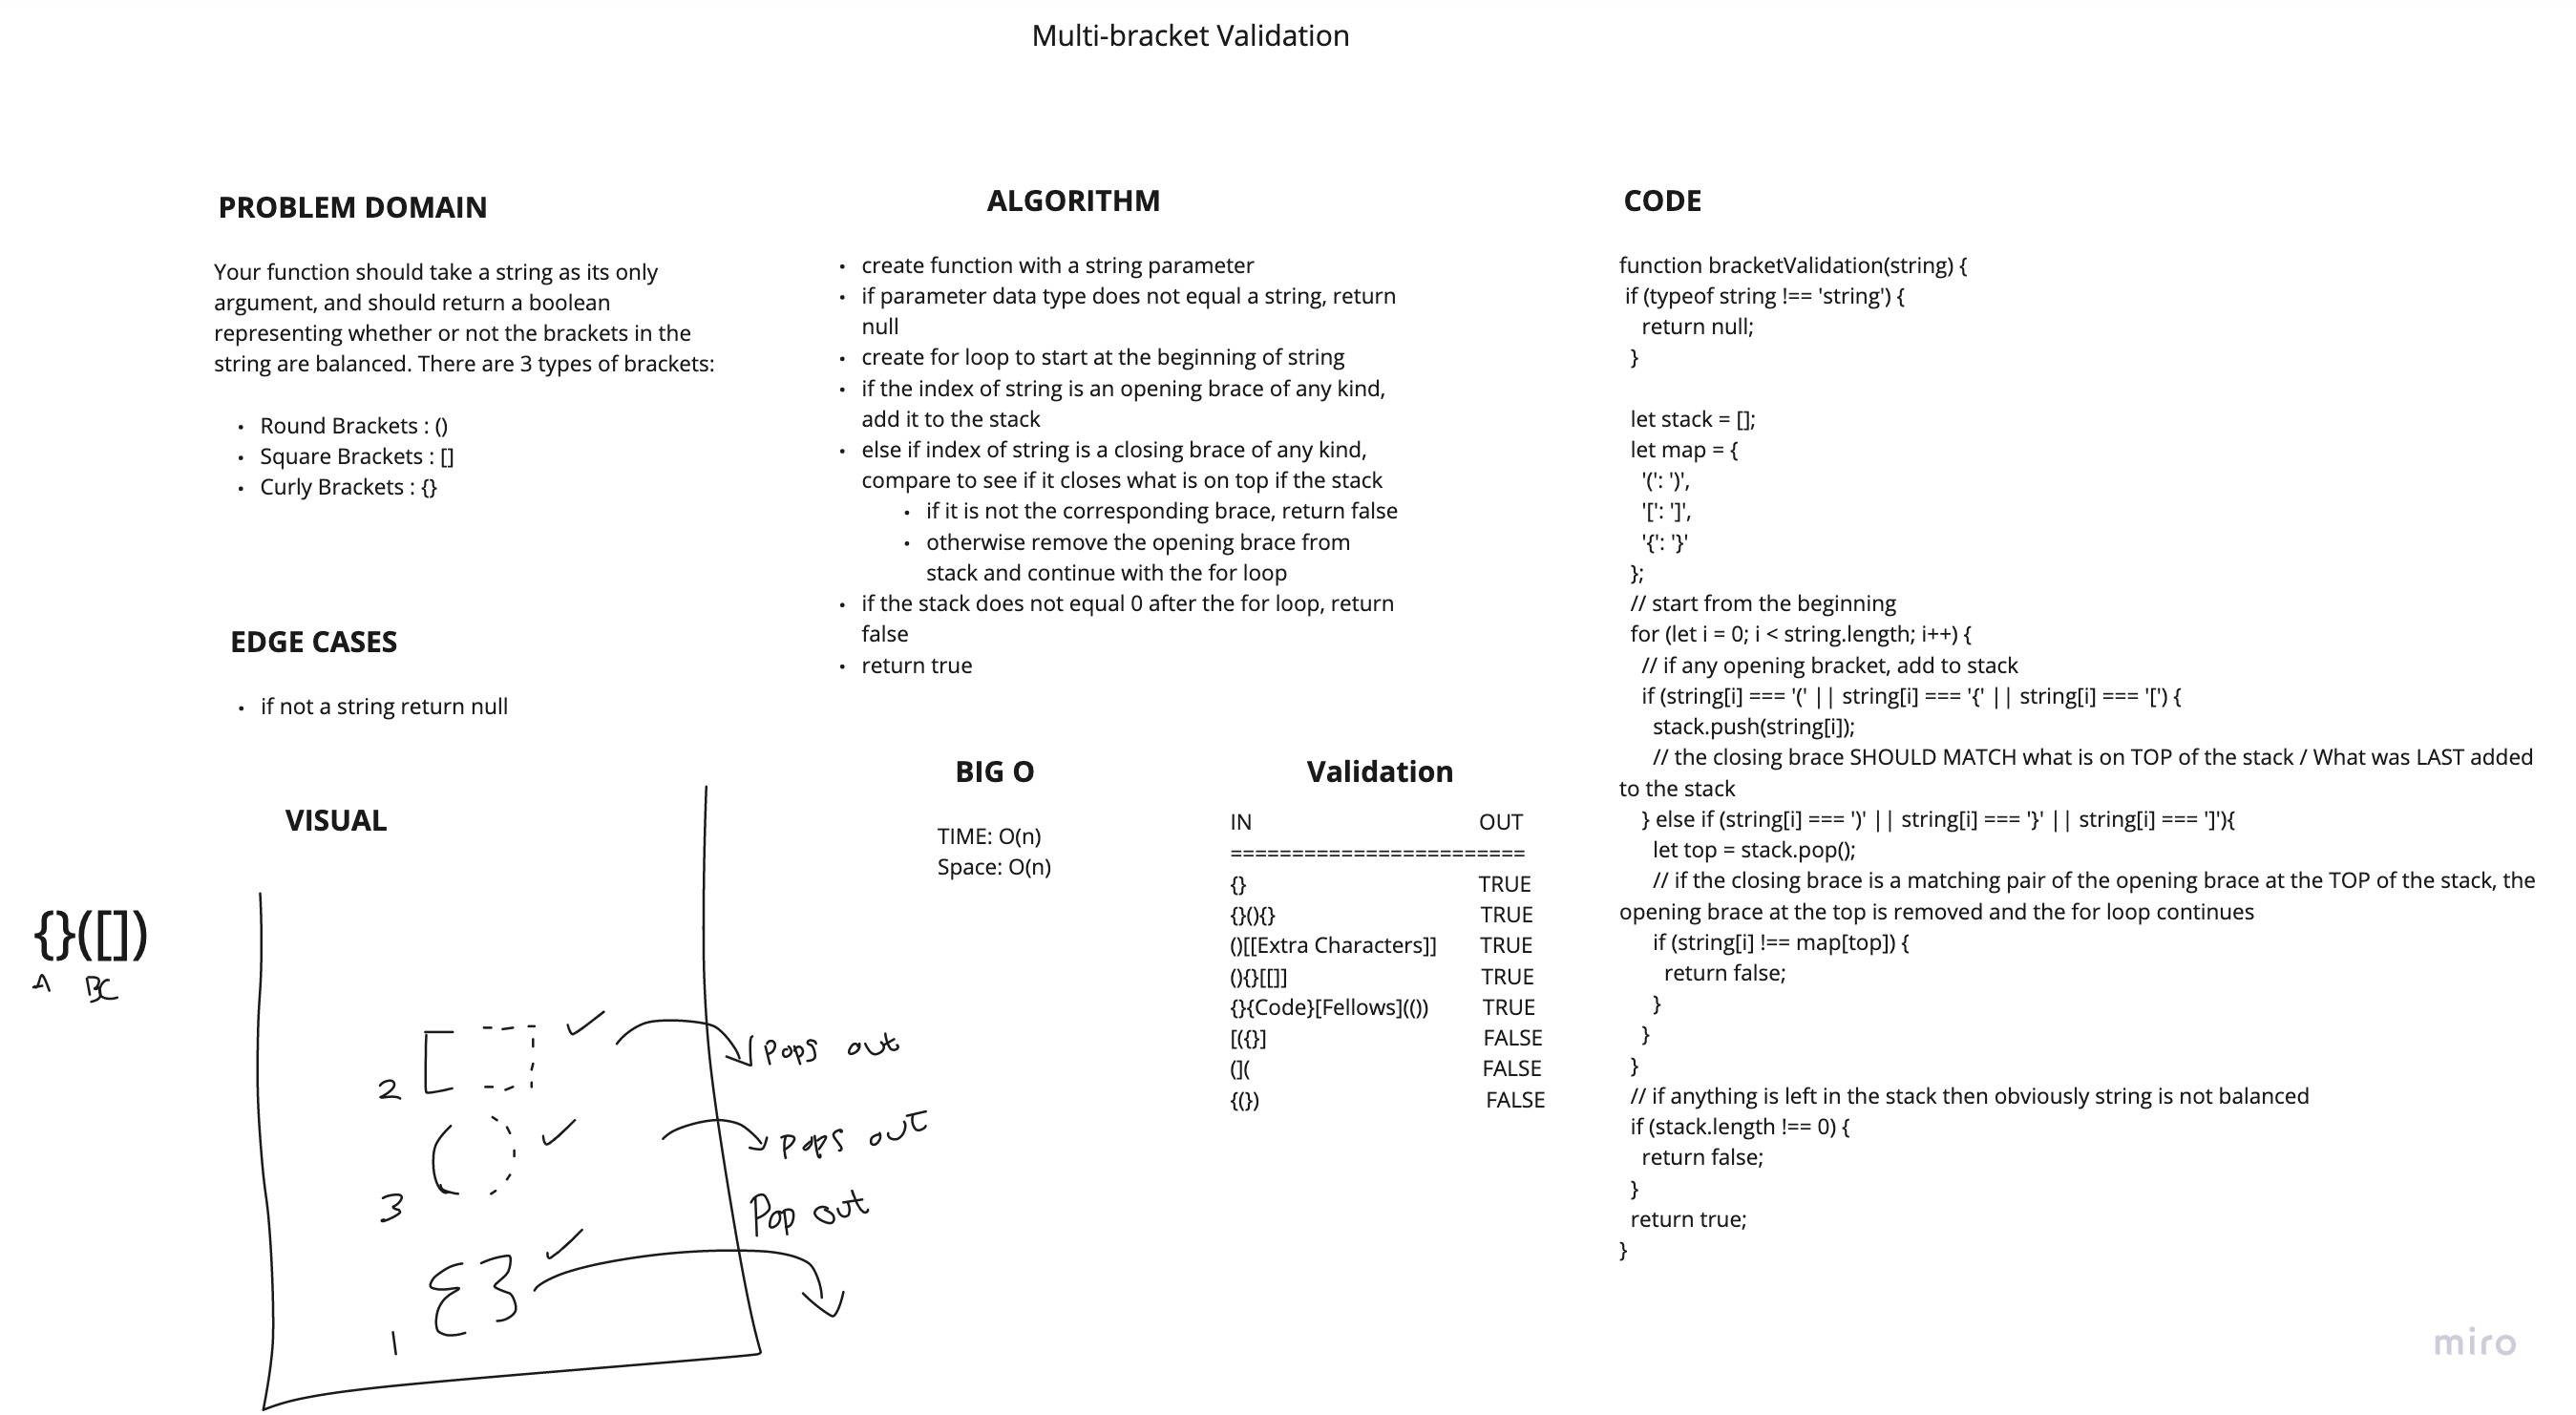 Multi-bracket Validation
PROBLEM DOMAIN
Your function should take a string as its only
argument, and should return a boolean
representing whether or not the brackets in the
string are balanced. There are 3 types of brackets:
• Round Brackets : ()
• Square Brackets : []
• Curly Brackets : {}
EDGE CASES
• if not a string return null
VISUAL
{}([])
A BC
2 [ ] Pops out
3 ( ) Pops out
Pop out
1 { }
ALGORITHM
• create function with a string parameter
• if parameter data type does not equal a string, return
null
• create for loop to start at the beginning of string
• if the index of string is an opening brace of any kind,
add it to the stack
• else if index of string is a closing brace of any kind,
compare to see if it closes what is on top if the stack
• if it is not the corresponding brace, return false
• otherwise remove the opening brace from
stack and continue with the for loop
• if the stack does not equal 0 after the for loop, return
false
• return true
BIG O
TIME: O(n)
Space: O(n)
Validation
IN OUT
========================
{} TRUE
{}(){} TRUE
()[[Extra Characters]] TRUE
(){}[[]] TRUE
{}{Code}[Fellows](()) TRUE
[({}] FALSE
(]( FALSE
{(}) FALSE
CODE
function bracketValidation(string) {
if (typeof string !== 'string') {
return null;
}
let stack = [];
let map = {
'(': ')',
'[': ']',
'{': '}'
};
// start from the beginning
for (let i = 0; i < string.length; i++) {
// if any opening bracket, add to stack
if (string[i] === '(' || string[i] === '{' || string[i] === '[') {
stack.push(string[i]);
// the closing brace SHOULD MATCH what is on TOP of the stack / What was LAST added
to the stack
} else if (string[i] === ')' || string[i] === '}' || string[i] === ']'){
let top = stack.pop();
// if the closing brace is a matching pair of the opening brace at the TOP of the stack, the
opening brace at the top is removed and the for loop continues
if (string[i] !== map[top]) {
return false;
}
}
}
// if anything is left in the stack then obviously string is not balanced
if (stack.length !== 0) {
return false;
}
return true;
}
miro